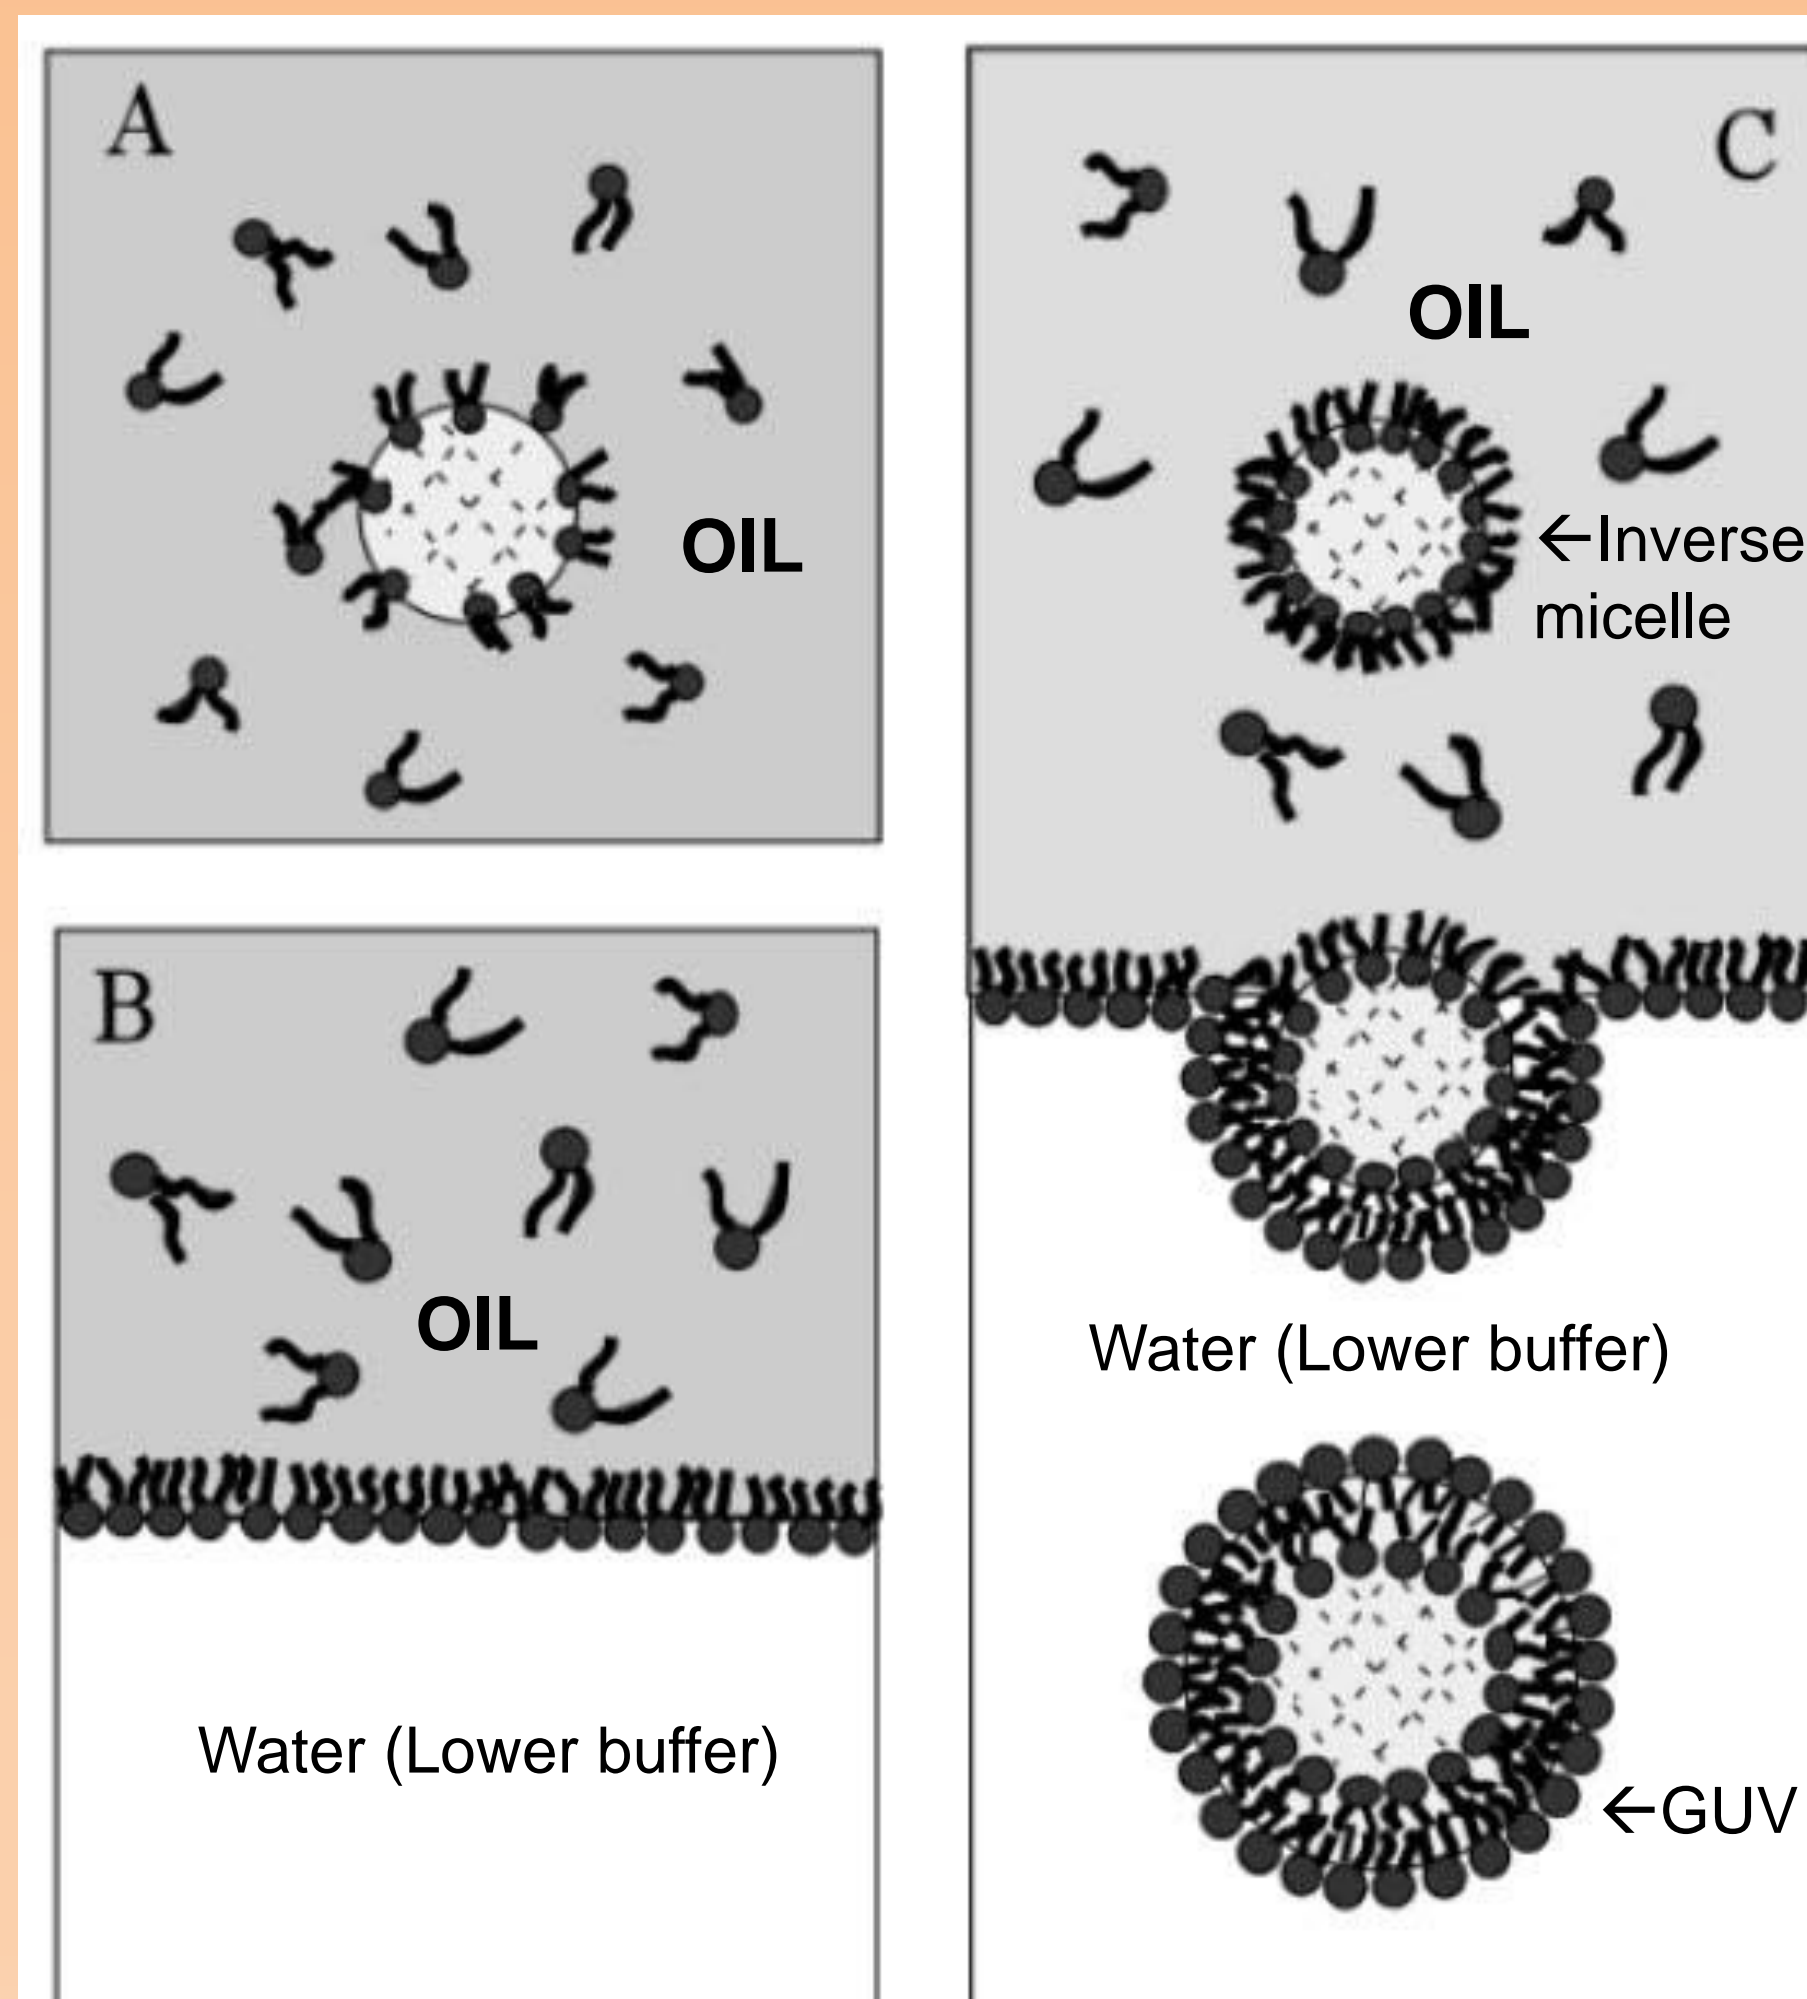 A
OIL
B
OIL
Water (Lower buffer)
C
OIL
←Inverse
micelle
Water (Lower buffer)
←GUV